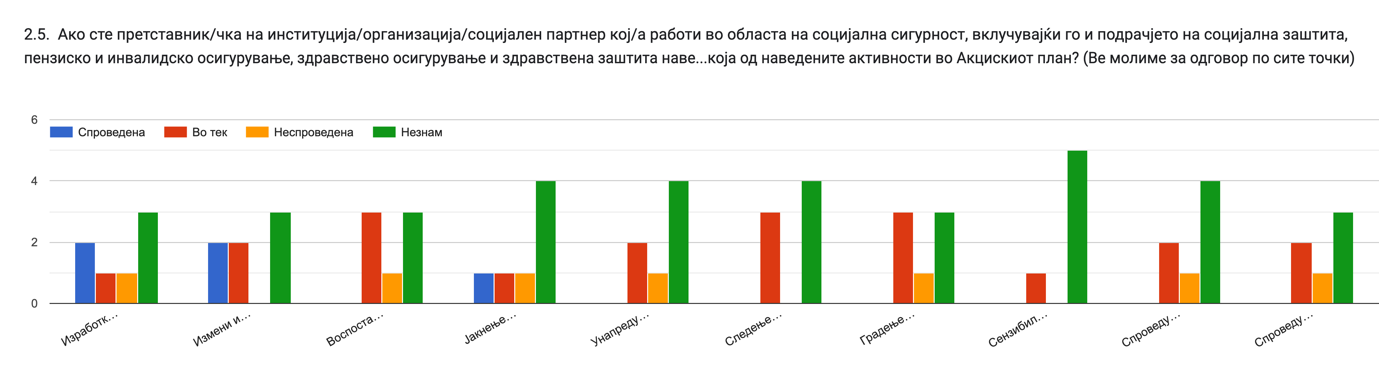 2.5. Ако сте претставник/чка на институција/организација/социјален партнер кој/а работи во областа на социјална сигурност, вклучувајќи го и подрачјето на социјална заштита,
пензиско и инвалидско осигурување, здравствено осигурување и здравствена заштита наве...која од наведените активности во Акцискиот план? (Ве молиме за одговор по сите точки)
6
Спроведена Во тек Неспроведена Незнам
4
2
0
Изработк... Измени и... Воспоста... Јакнење... Унапреду... Следење... Градење... Сензибил... Спроведу... Спроведу...